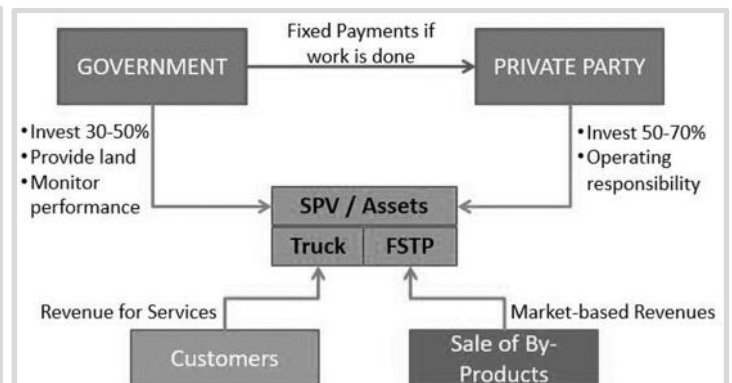 Fixed Payments if
work is done
GOVERNMENT
PRIVATE PARTY
•Invest 30-50%
•Provide land
•Monitor
performance
•Invest 50-70%
•Operating
responsibility
SPV / Assets
Truck
FSTP
Revenue for Services
Market-based Revenues
Customers
Sale of By-
Products